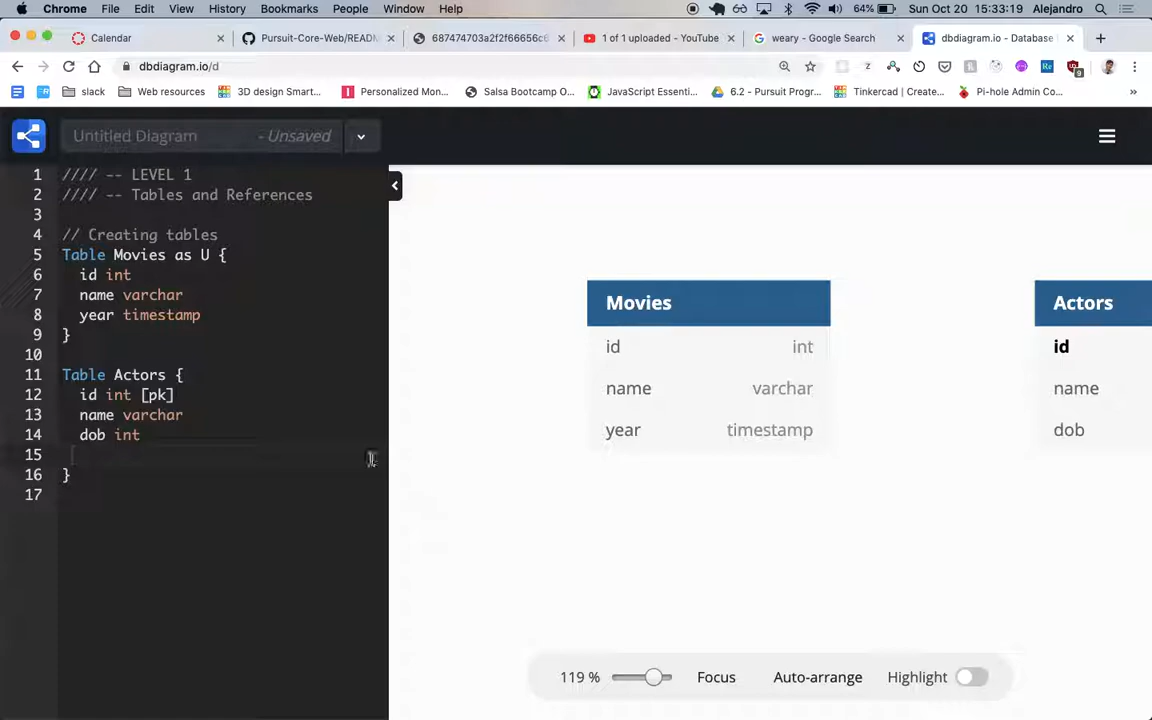 Chrome File Edit View History Bookmarks People Window Help 64% Sun Oct 20 15:33:19 Alejandro
Calendar Pursuit-Core-Web/READM 687474703a2f2f66656c6 1 of 1 uploaded - YouTube weary - Google Search dbdiagram.io - Database
dbdiagram.io/d
slack Web resources 3D design Smart... Personalized Mon... Salsa Bootcamp O... JavaScript Essenti... 6.2 - Pursuit Progr... Tinkercad | Create... Pi-hole Admin Co... »
Untitled Diagram - Unsaved
1 //// -- LEVEL 1
2 //// -- Tables and References
3
4 // Creating tables
5 Table Movies as U {
6 id int
7 name varchar
8 year timestamp
9 }
10
11 Table Actors {
12 id int [pk]
13 name varchar
14 dob int
15
16 }
17
Movies
id int
name varchar
year timestamp
Actors
id
name
dob
119 % Focus Auto-arrange Highlight